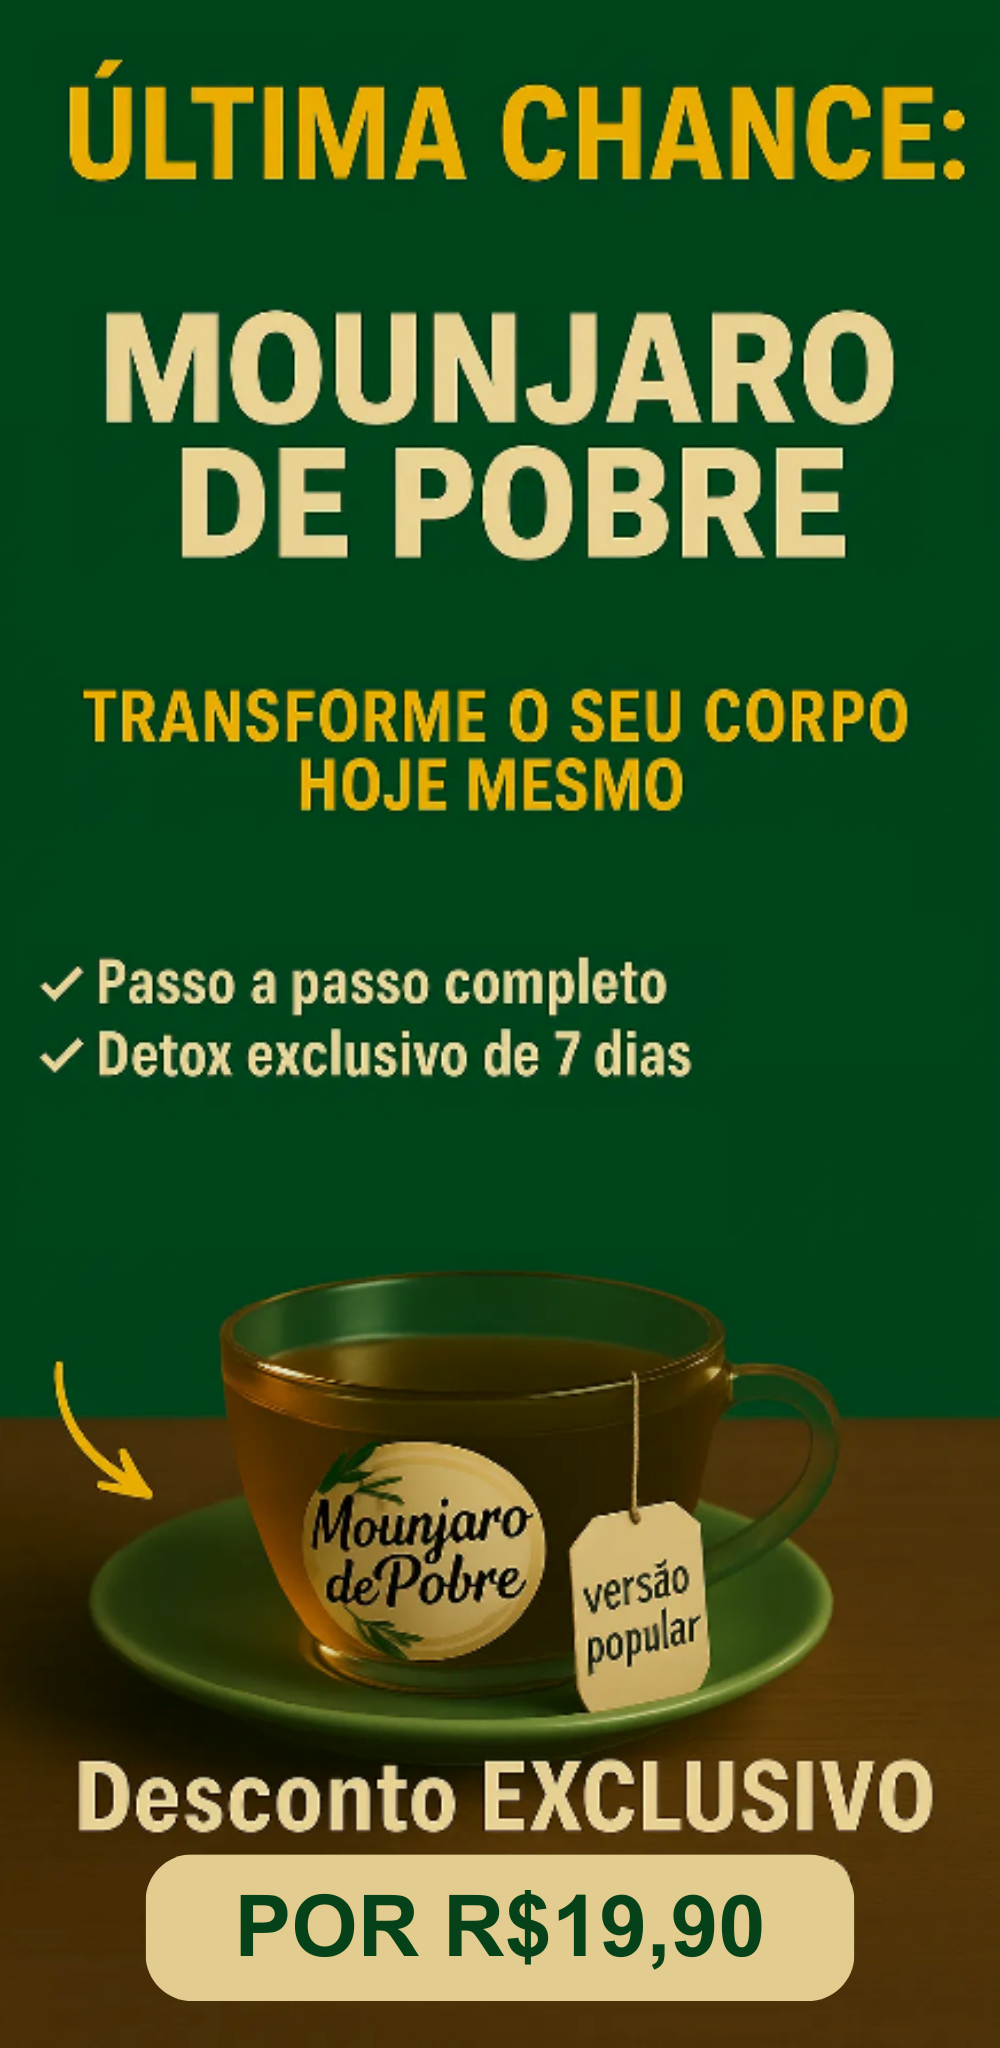 ÚLTIMA CHANCE:
MOUNJARO
DE POBRE
TRANSFORME O SEU CORPO
HOJE MESMO
✓ Passo a passo completo
✓ Detox exclusivo de 7 dias
Mounjaro
de Pobre
versão
popular
Desconto EXCLUSIVO
POR R$19,90